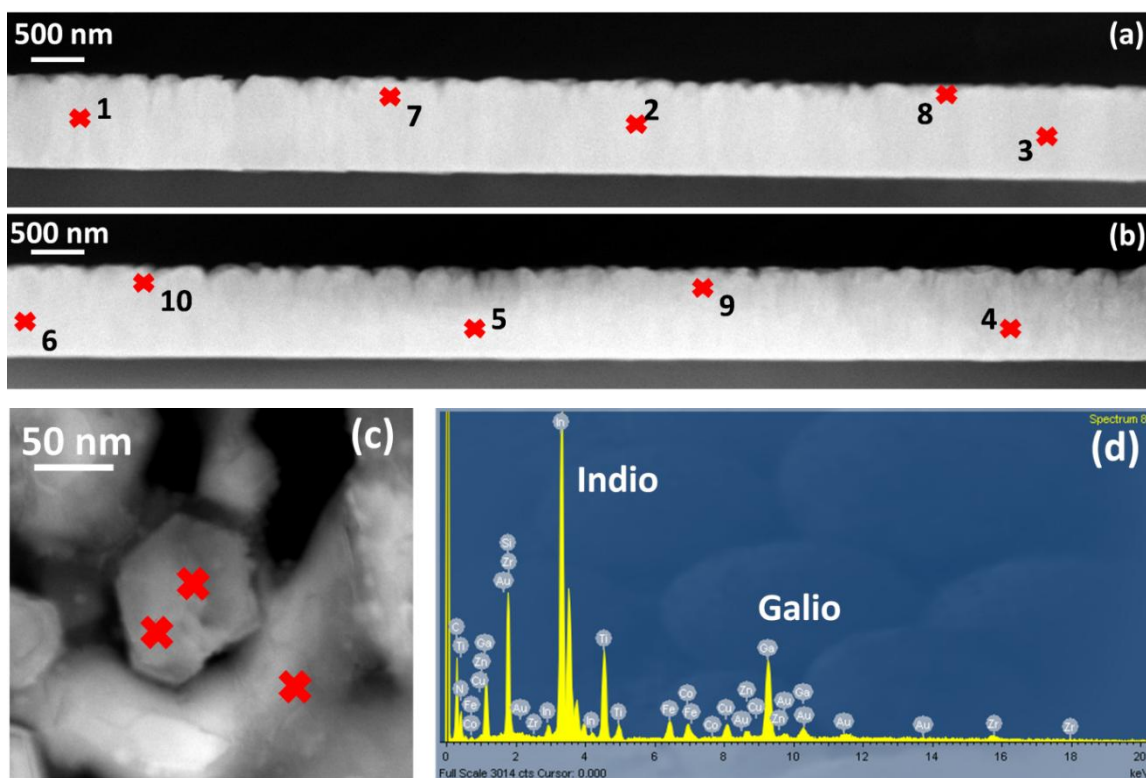 500 nm
(a)
1
7
2
8
3
500 nm
(b)
10
9
6
5
4
50 nm
(c)
Spectrum 8
(d)
In
Indio
Si
Zr
Au
Galio
C
Ti
Ga
Ti
Ga
N
Zn
Co
Zn
Au
Ga
Fe
Cu
Au
In
Fe
Fe
Cu
Cu
Zn
Au
Co
Zr
In
Ti
Co
Au
Au
Au
Zr
Zr
0
2
4
6
8
10
12
14
16
18
20
Full Scale 3014 cts Cursor: 0.000